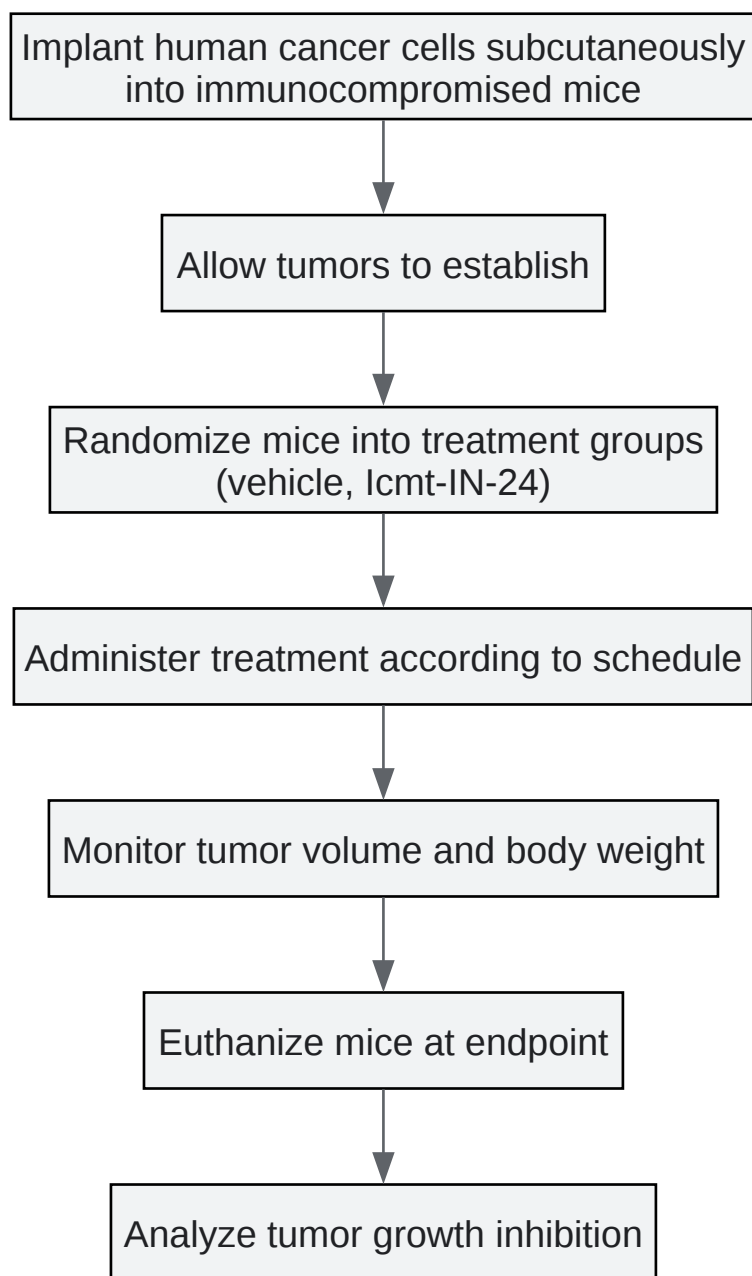 Implant human cancer cells subcutaneously
into immunocompromised mice
Allow tumors to establish
Randomize mice into treatment groups
(vehicle, Icmt-IN-24)
Administer treatment according to schedule
Monitor tumor volume and body weight
Euthanize mice at endpoint
Analyze tumor growth inhibition